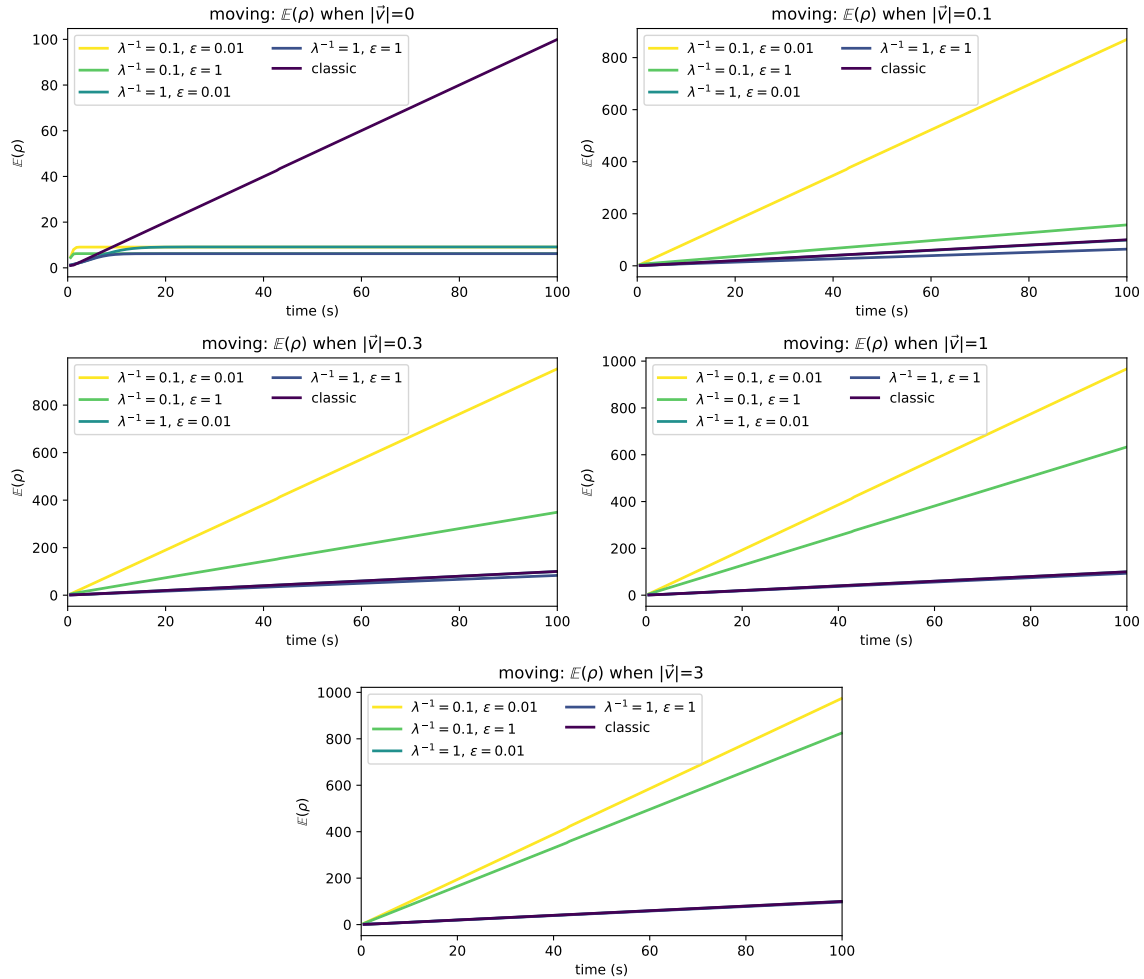 moving: 𝔼(ρ) when |v⃗|=0
100
80
60
40
20
0
𝔼(ρ)
λ⁻¹ = 0.1, ε = 0.01
λ⁻¹ = 0.1, ε = 1
λ⁻¹ = 1, ε = 0.01
λ⁻¹ = 1, ε = 1
classic
0 20 40 60 80 100
time (s)
moving: 𝔼(ρ) when |v⃗|=0.1
800
600
400
200
0
𝔼(ρ)
λ⁻¹ = 0.1, ε = 0.01
λ⁻¹ = 0.1, ε = 1
λ⁻¹ = 1, ε = 0.01
λ⁻¹ = 1, ε = 1
classic
0 20 40 60 80 100
time (s)
moving: 𝔼(ρ) when |v⃗|=0.3
800
600
400
200
0
𝔼(ρ)
λ⁻¹ = 0.1, ε = 0.01
λ⁻¹ = 0.1, ε = 1
λ⁻¹ = 1, ε = 0.01
λ⁻¹ = 1, ε = 1
classic
0 20 40 60 80 100
time (s)
moving: 𝔼(ρ) when |v⃗|=1
1000
800
600
400
200
0
𝔼(ρ)
λ⁻¹ = 0.1, ε = 0.01
λ⁻¹ = 0.1, ε = 1
λ⁻¹ = 1, ε = 0.01
λ⁻¹ = 1, ε = 1
classic
0 20 40 60 80 100
time (s)
moving: 𝔼(ρ) when |v⃗|=3
1000
800
600
400
200
0
𝔼(ρ)
λ⁻¹ = 0.1, ε = 0.01
λ⁻¹ = 0.1, ε = 1
λ⁻¹ = 1, ε = 0.01
λ⁻¹ = 1, ε = 1
classic
0 20 40 60 80 100
time (s)